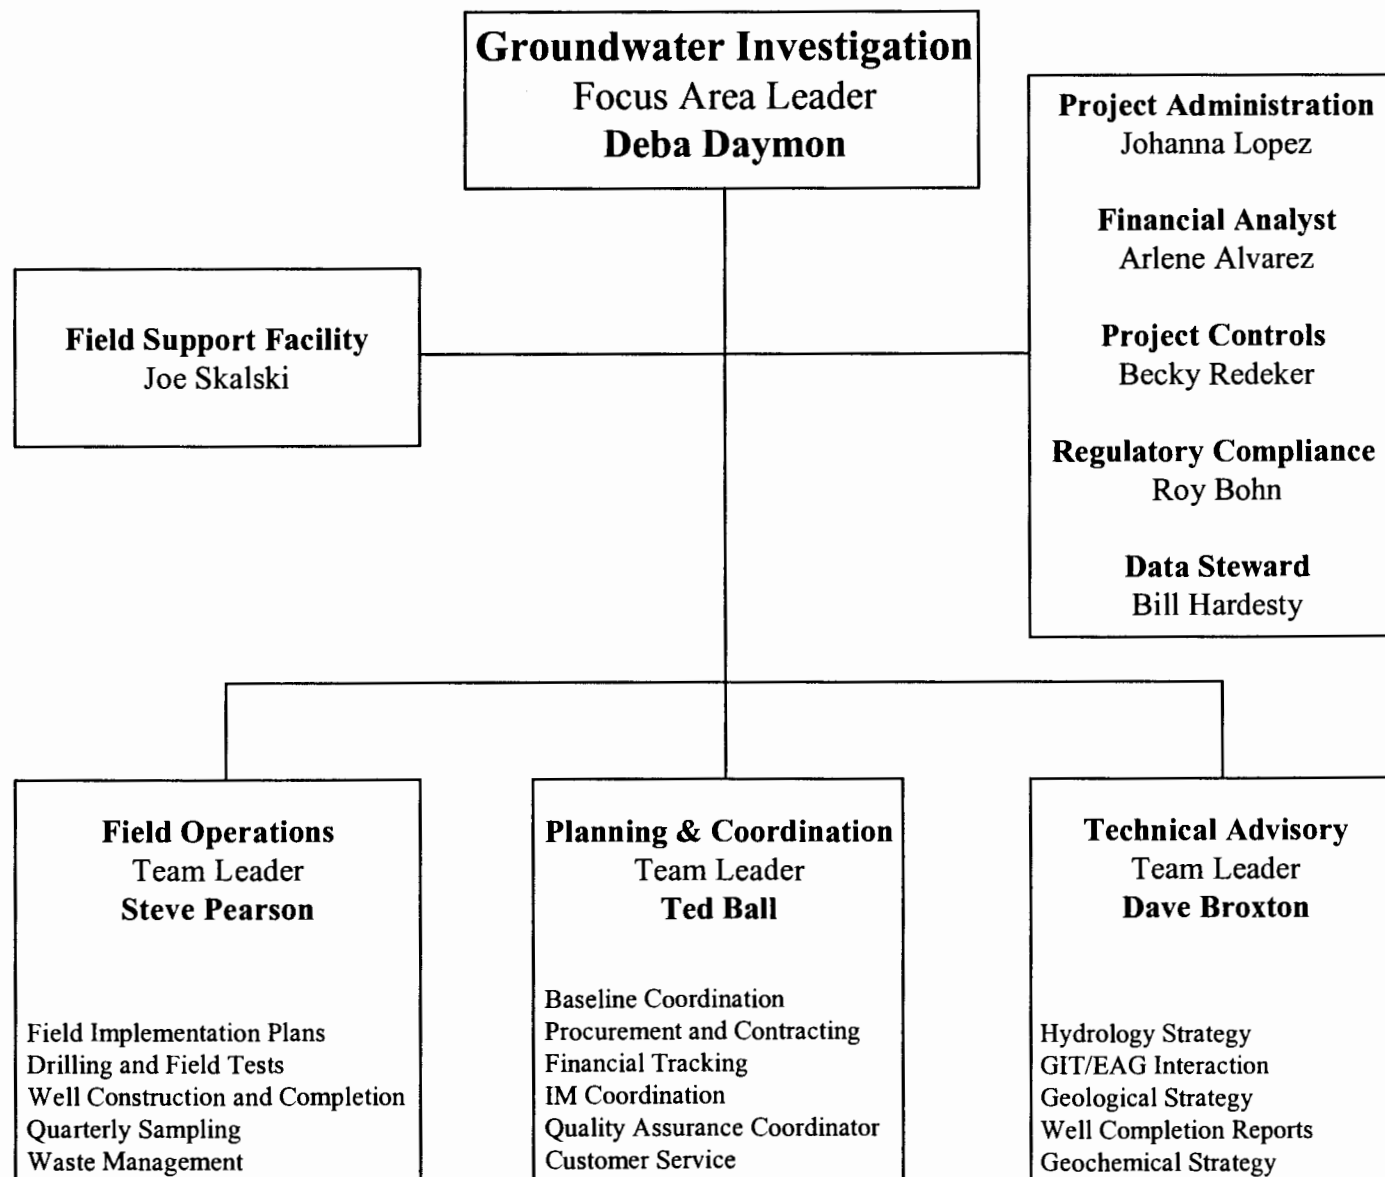 Groundwater Investigation
Focus Area Leader
Deba Daymon
Project Administration
Johanna Lopez
Financial Analyst
Arlene Alvarez
Project Controls
Becky Redeker
Regulatory Compliance
Roy Bohn
Data Steward
Bill Hardesty
Field Support Facility
Joe Skalski
Field Operations
Team Leader
Steve Pearson
Field Implementation Plans
Drilling and Field Tests
Well Construction and Completion
Quarterly Sampling
Waste Management
Planning & Coordination
Team Leader
Ted Ball
Baseline Coordination
Procurement and Contracting
Financial Tracking
IM Coordination
Quality Assurance Coordinator
Customer Service
Technical Advisory
Team Leader
Dave Broxton
Hydrology Strategy
GIT/EAG Interaction
Geological Strategy
Well Completion Reports
Geochemical Strategy